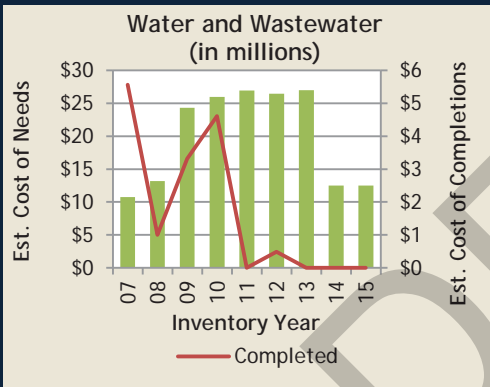 Water and Wastewater
(in millions)
Est. Cost of Needs
$30
$25
$20
$15
$10
$5
$0
$6
$5
$4
$3
$2
$1
$0
Est. Cost of Completions
07 08 09 10 11 12 13 14 15
Inventory Year
Completed